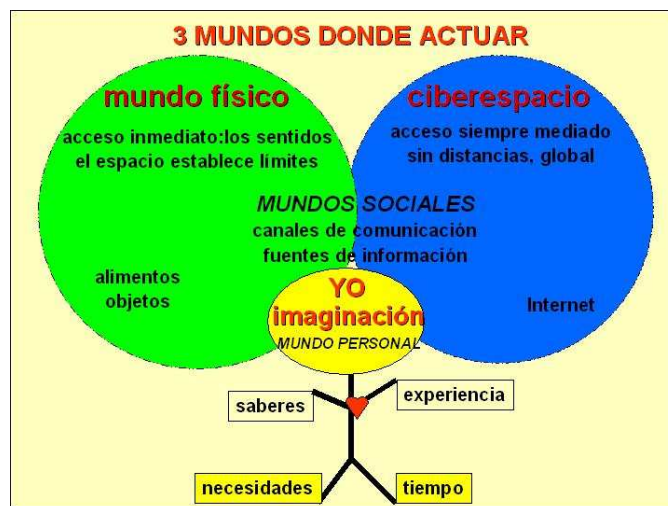 3 MUNDOS DONDE ACTUAR
mundo físico
acceso inmediato:los sentidos
el espacio establece límites
ciberespacio
acceso siempre mediado
sin distancias, global
MUNDOS SOCIALES
canales de comunicación
fuentes de información
alimentos
objetos
Internet
YO
imaginación
MUNDO PERSONAL
saberes
experiencia
necesidades
tiempo